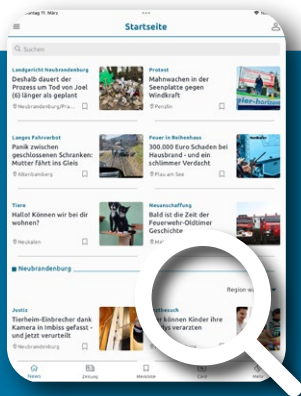 11. März
Startseite
Suchen
Landgericht Neubrandenburg
Deshalb dauert der
Prozess um Tod von Joel
(6) länger als geplant
Neubrandenburg/Pra...
Protest
Mahnwachen in der
Seenplatte gegen
Windkraft
Penzlin
Langes Fahrverbot
Panik zwischen
geschlossenen Schranken:
Mutter fährt ins Gleis
Altentreptow
Feuer in Reihenhaus
300.000 Euro Schaden bei
Hausbrand - und ein
schlimmer Verdacht
Plau am See
Tiere
Hallo! Können wir bei dir
wohnen?
Neukalen
Neuanschaffung
Bald ist die Zeit der
Feuerwehr-Oldtimer
Geschichte
Neubrandenburg
Region
Justiz
Tierheim-Einbrecher dank
Kamera in Imbiss gefasst -
und jetzt verurteilt
Neubrandenburg
können Kinder ihre
verarzten
News
Zeitung
Merkliste
Card